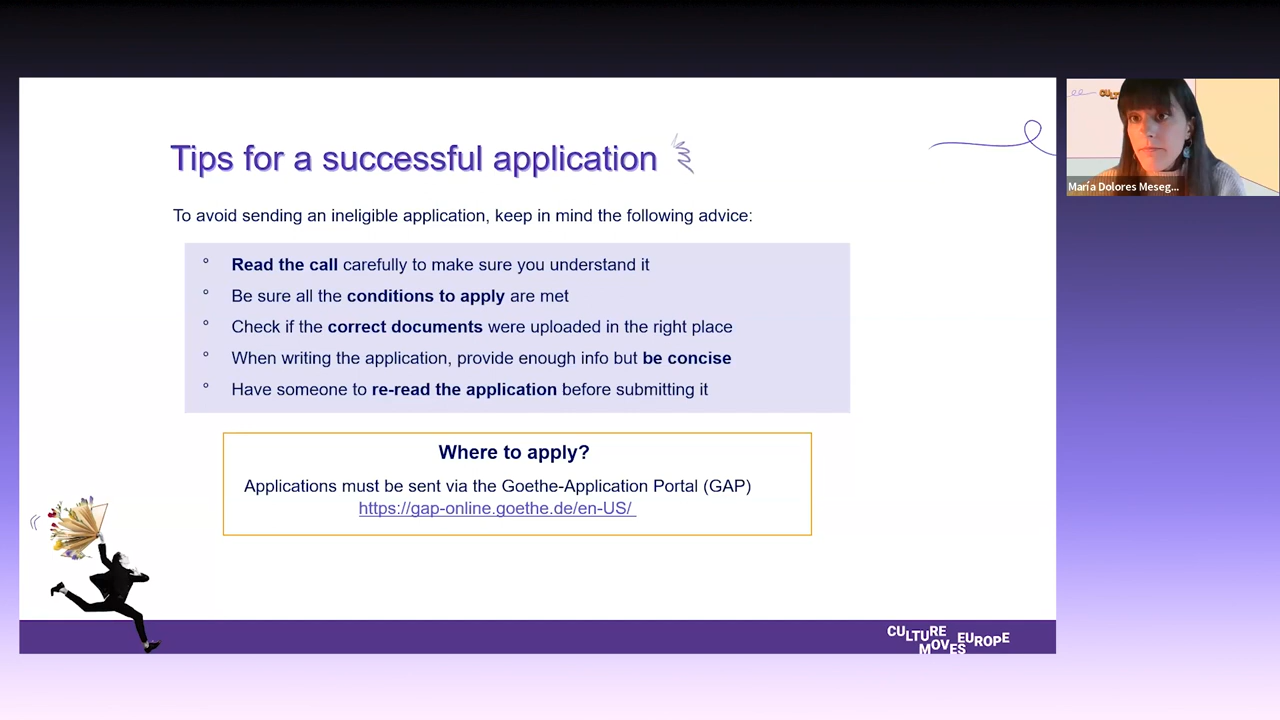 Tips for a successful application
To avoid sending an ineligible application, keep in mind the following advice:
° Read the call carefully to make sure you understand it
° Be sure all the conditions to apply are met
° Check if the correct documents were uploaded in the right place
° When writing the application, provide enough info but be concise
° Have someone to re-read the application before submitting it
Where to apply?
Applications must be sent via the Goethe-Application Portal (GAP)
https://gap-online.goethe.de/en-US/
CULTURE
MOVES EUROPE
CULT
María Dolores Meseg...